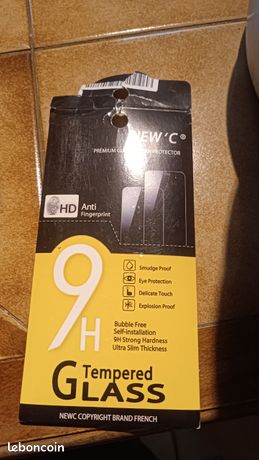 NEW'C®
PREMIUM
PROTECTOR
HD
Anti
Fingerprint
Smudge Proof
Eye Protection
Delicate Touch
Explosion Proof
9H
Bubble Free
Self-installation
9H Strong Hardness
Ultra Slim Thickness
Tempered
GLASS
NEWC COPYRIGHT BRAND FRENCH
leboncoin